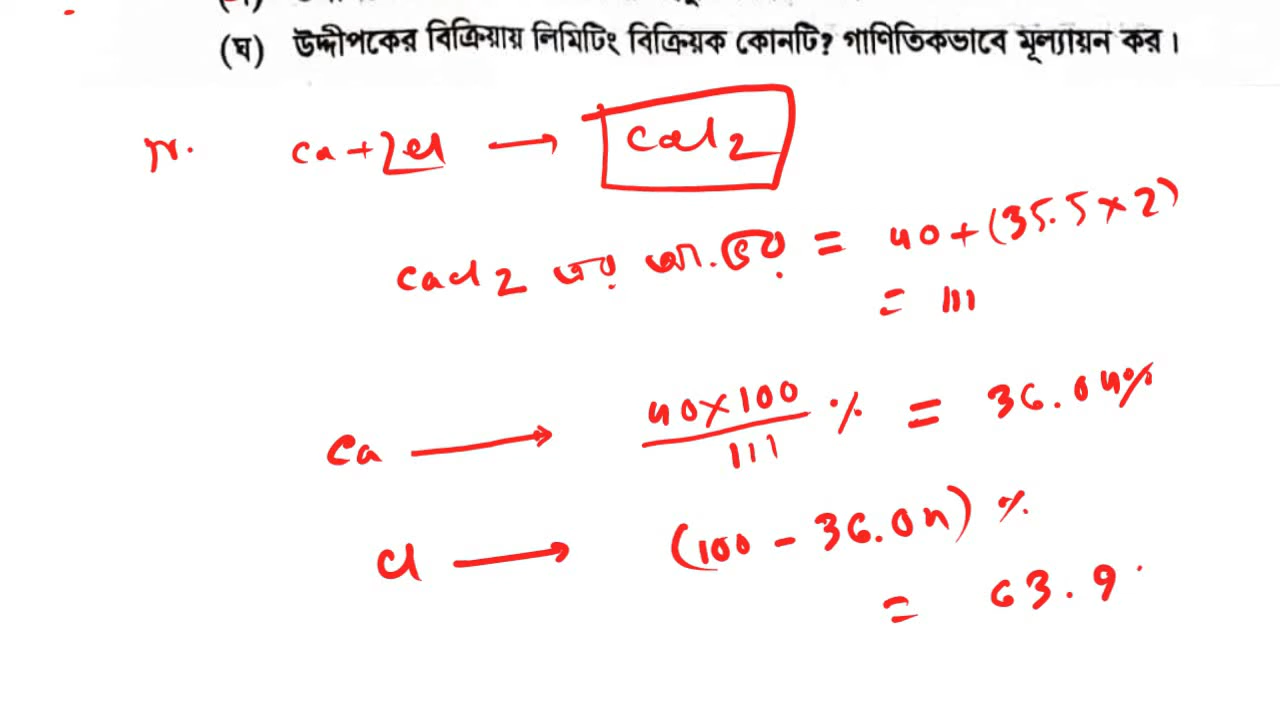 (ঘ) উদ্দীপকের বিক্রিয়ায় লিমিটিং বিক্রিয়ক কোনটি? গাণিতিকভাবে মূল্যায়ন কর।
Ca + 2Cl → CaCl2
CaCl2 এর আ. ভর = 40 + (35.5 × 2)
= 111
Ca → 40×100/111 % = 36.04%
Cl → (100 - 36.04) %
= 63.9